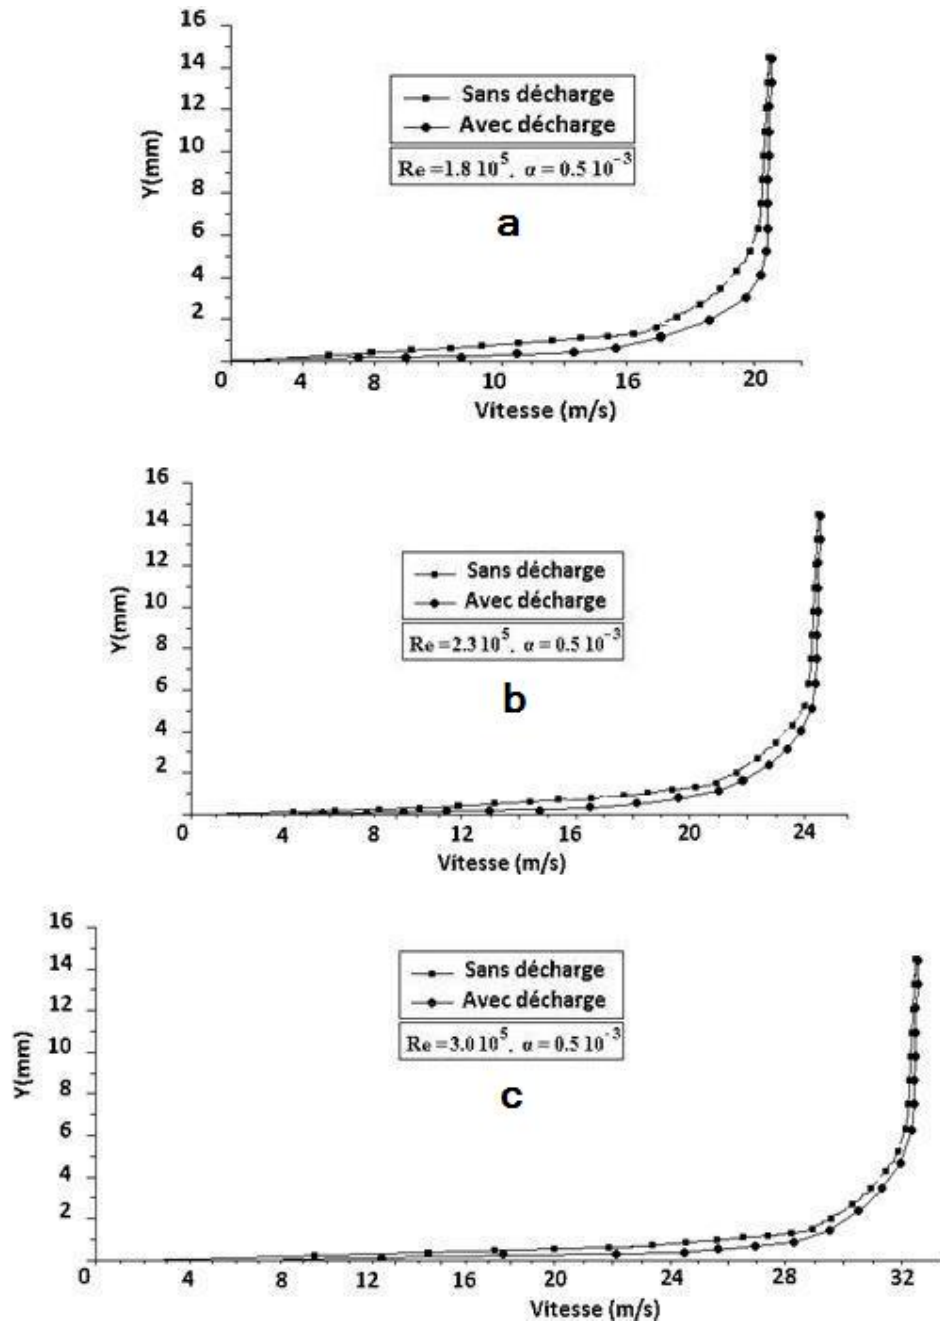 16
14
12
10
8
6
4
2
Y(mm)
Sans décharge
Avec décharge
Re = 1.8 10^5, α = 0.5 10^-3
a
0 4 8 10 16 20
Vitesse (m/s)
16
14
12
10
8
6
4
2
Y(mm)
Sans décharge
Avec décharge
Re = 2.3 10^5, α = 0.5 10^-3
b
0 4 8 12 16 20 24
Vitesse (m/s)
16
14
12
10
8
6
4
2
Y(mm)
Sans décharge
Avec décharge
Re = 3.0 10^5, α = 0.5 10^-3
c
0 4 8 12 16 20 24 28 32
Vitesse (m/s)